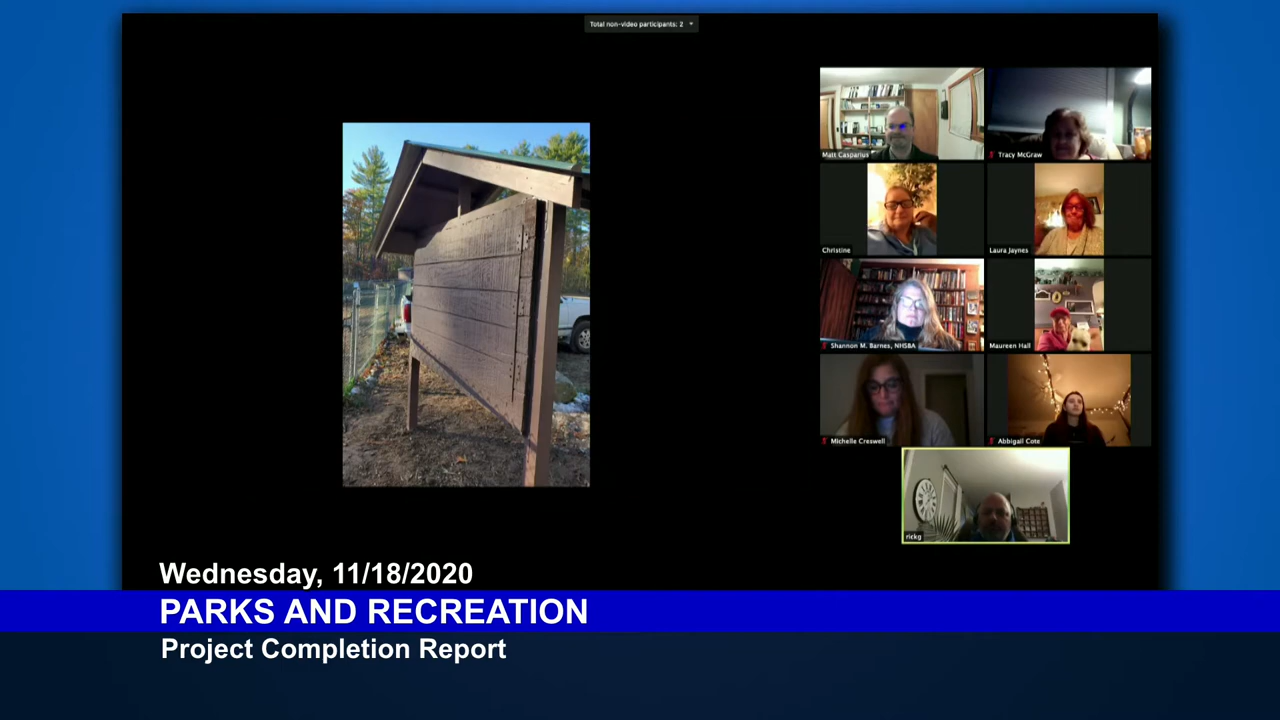 Total non-video participants: 2
Matt Casparius
Tracy McGraw
Christine
Laura Jaynes
Shannon M. Barnes, NHSBA
Maureen Hall
Michelle Creswell
Abbigail Cote
rickg
Wednesday, 11/18/2020
PARKS AND RECREATION
Project Completion Report